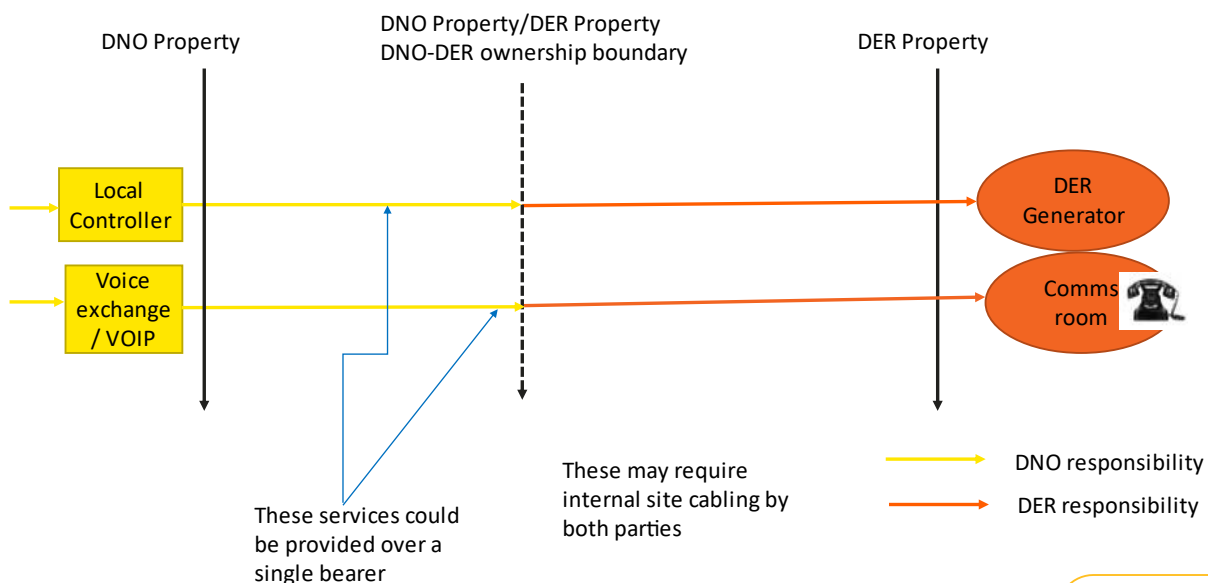 DNO Property
DNO Property/DER Property
DNO-DER ownership boundary
DER Property
Local
Controller
DER
Generator
Voice
exchange
/ VOIP
Comms
room
These services could
be provided over a
single bearer
These may require
internal site cabling by
both parties
DNO responsibility
DER responsibility